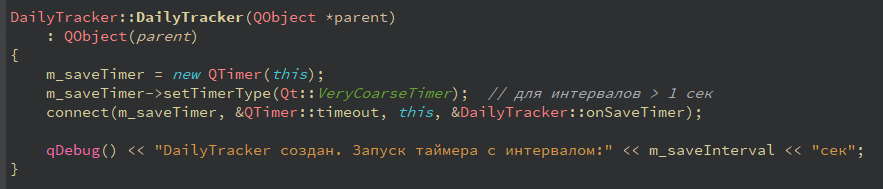 DailyTracker::DailyTracker(QObject *parent)
: QObject(parent)
{
m_saveTimer = new QTimer(this);
m_saveTimer->setTimerType(Qt::VeryCoarseTimer);  // для интервалов > 1 сек
connect(m_saveTimer, &QTimer::timeout, this, &DailyTracker::onSaveTimer);
qDebug() << "DailyTracker создан. Запуск таймера с интервалом:" << m_saveInterval << "сек";
}